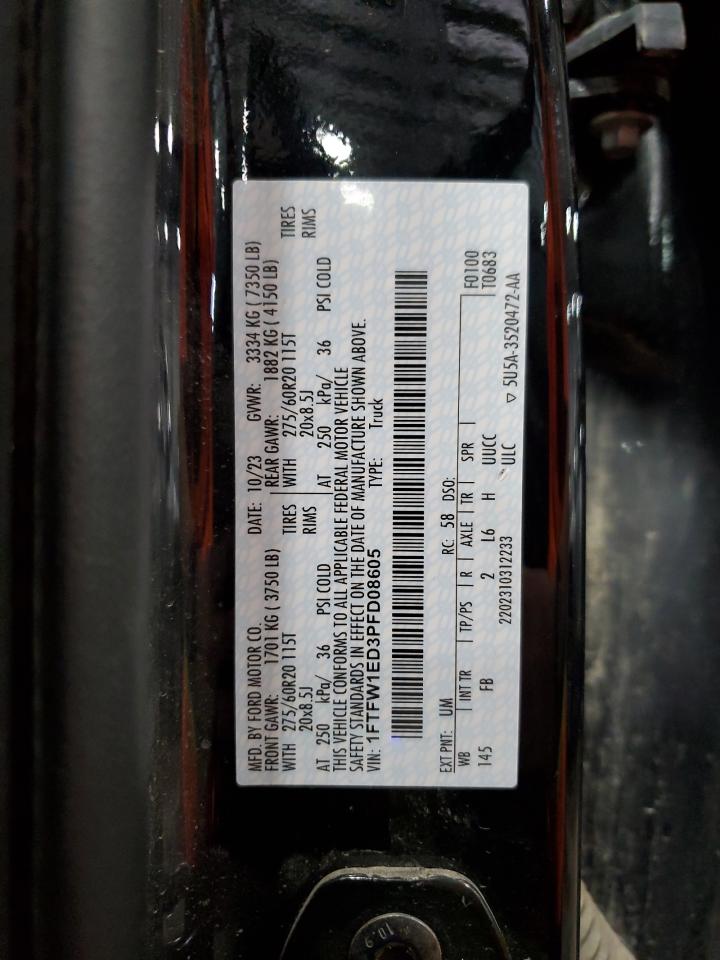 MFD. BY FORD MOTOR CO. DATE: 10/23 GVWR: 3334 KG ( 7350 LB)
FRONT GAWR: 1701 KG ( 3750 LB) REAR GAWR: 1882 KG ( 4150 LB)
WITH 275/60R20 115T TIRES WITH 275/60R20 115T TIRES
20x8.5J RIMS 20x8.5J RIMS
AT 250 kPa/ 36 PSI COLD AT 250 kPa/ 36 PSI COLD
THIS VEHICLE CONFORMS TO ALL APPLICABLE FEDERAL MOTOR VEHICLE
SAFETY STANDARDS IN EFFECT ON THE DATE OF MANUFACTURE SHOWN ABOVE.
VIN: 1FTFW1ED3PFD08605 TYPE: Truck
EXT PNT: UM RC: 58 DSO: F0100
WB INT TR TP/PS R AXLE TR SPR T0683
145 FB 2 L6 H UUCC
2202310312233 ULC ▽ 5U5A-3520472-AA
10.9